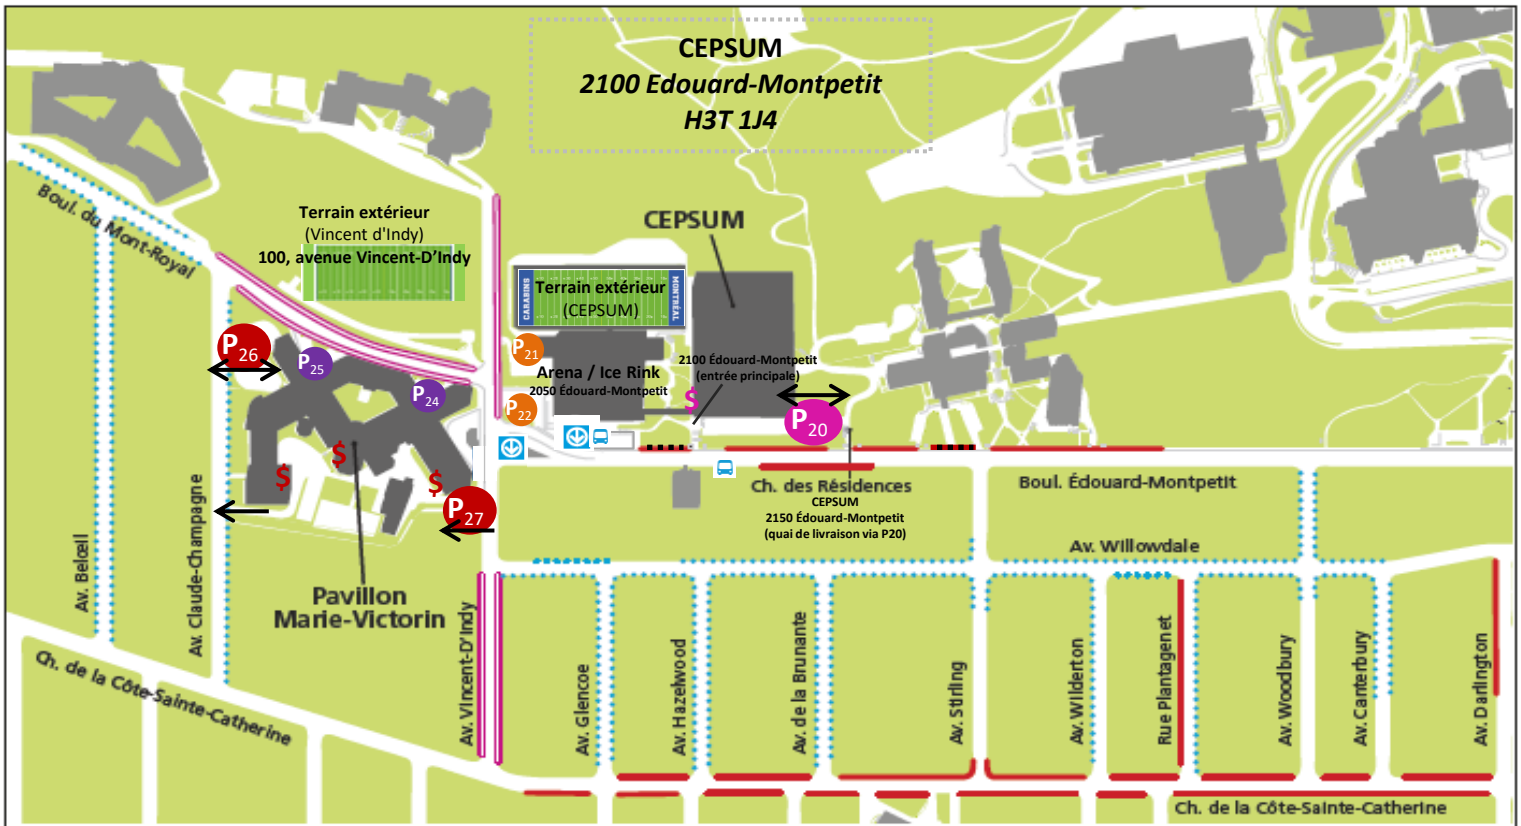 CEPSUM
2100 Edouard-Montpetit
H3T 1J4
Boul. du Mont-Royal
Terrain extérieur
(Vincent d'Indy)
100, avenue Vincent-D'Indy
CEPSUM
CARABINS
Terrain extérieur
(CEPSUM)
MONTRÉAL
P26
P25
P24
P21
P22
Arena / Ice Rink
2050 Édouard-Montpetit
2100 Édouard-Montpetit
(entrée principale)
$
P20
$
$
$
P27
Ch. des Résidences
CEPSUM
2150 Édouard-Montpetit
(quai de livraison via P20)
Boul. Édouard-Montpetit
Av. Willowdale
Pavillon
Marie-Victorin
Av. Belœil
Av. Claude-Champagne
Av. Vincent-D'Indy
Av. Glencoe
Av. Hazelwood
Av. de la Brunante
Av. Stirling
Av. Wilderton
Rue Plantagenet
Av. Woodbury
Av. Canterbury
Av. Darlington
Ch. de la Côte-Sainte-Catherine
Ch. de la Côte-Sainte-Catherine